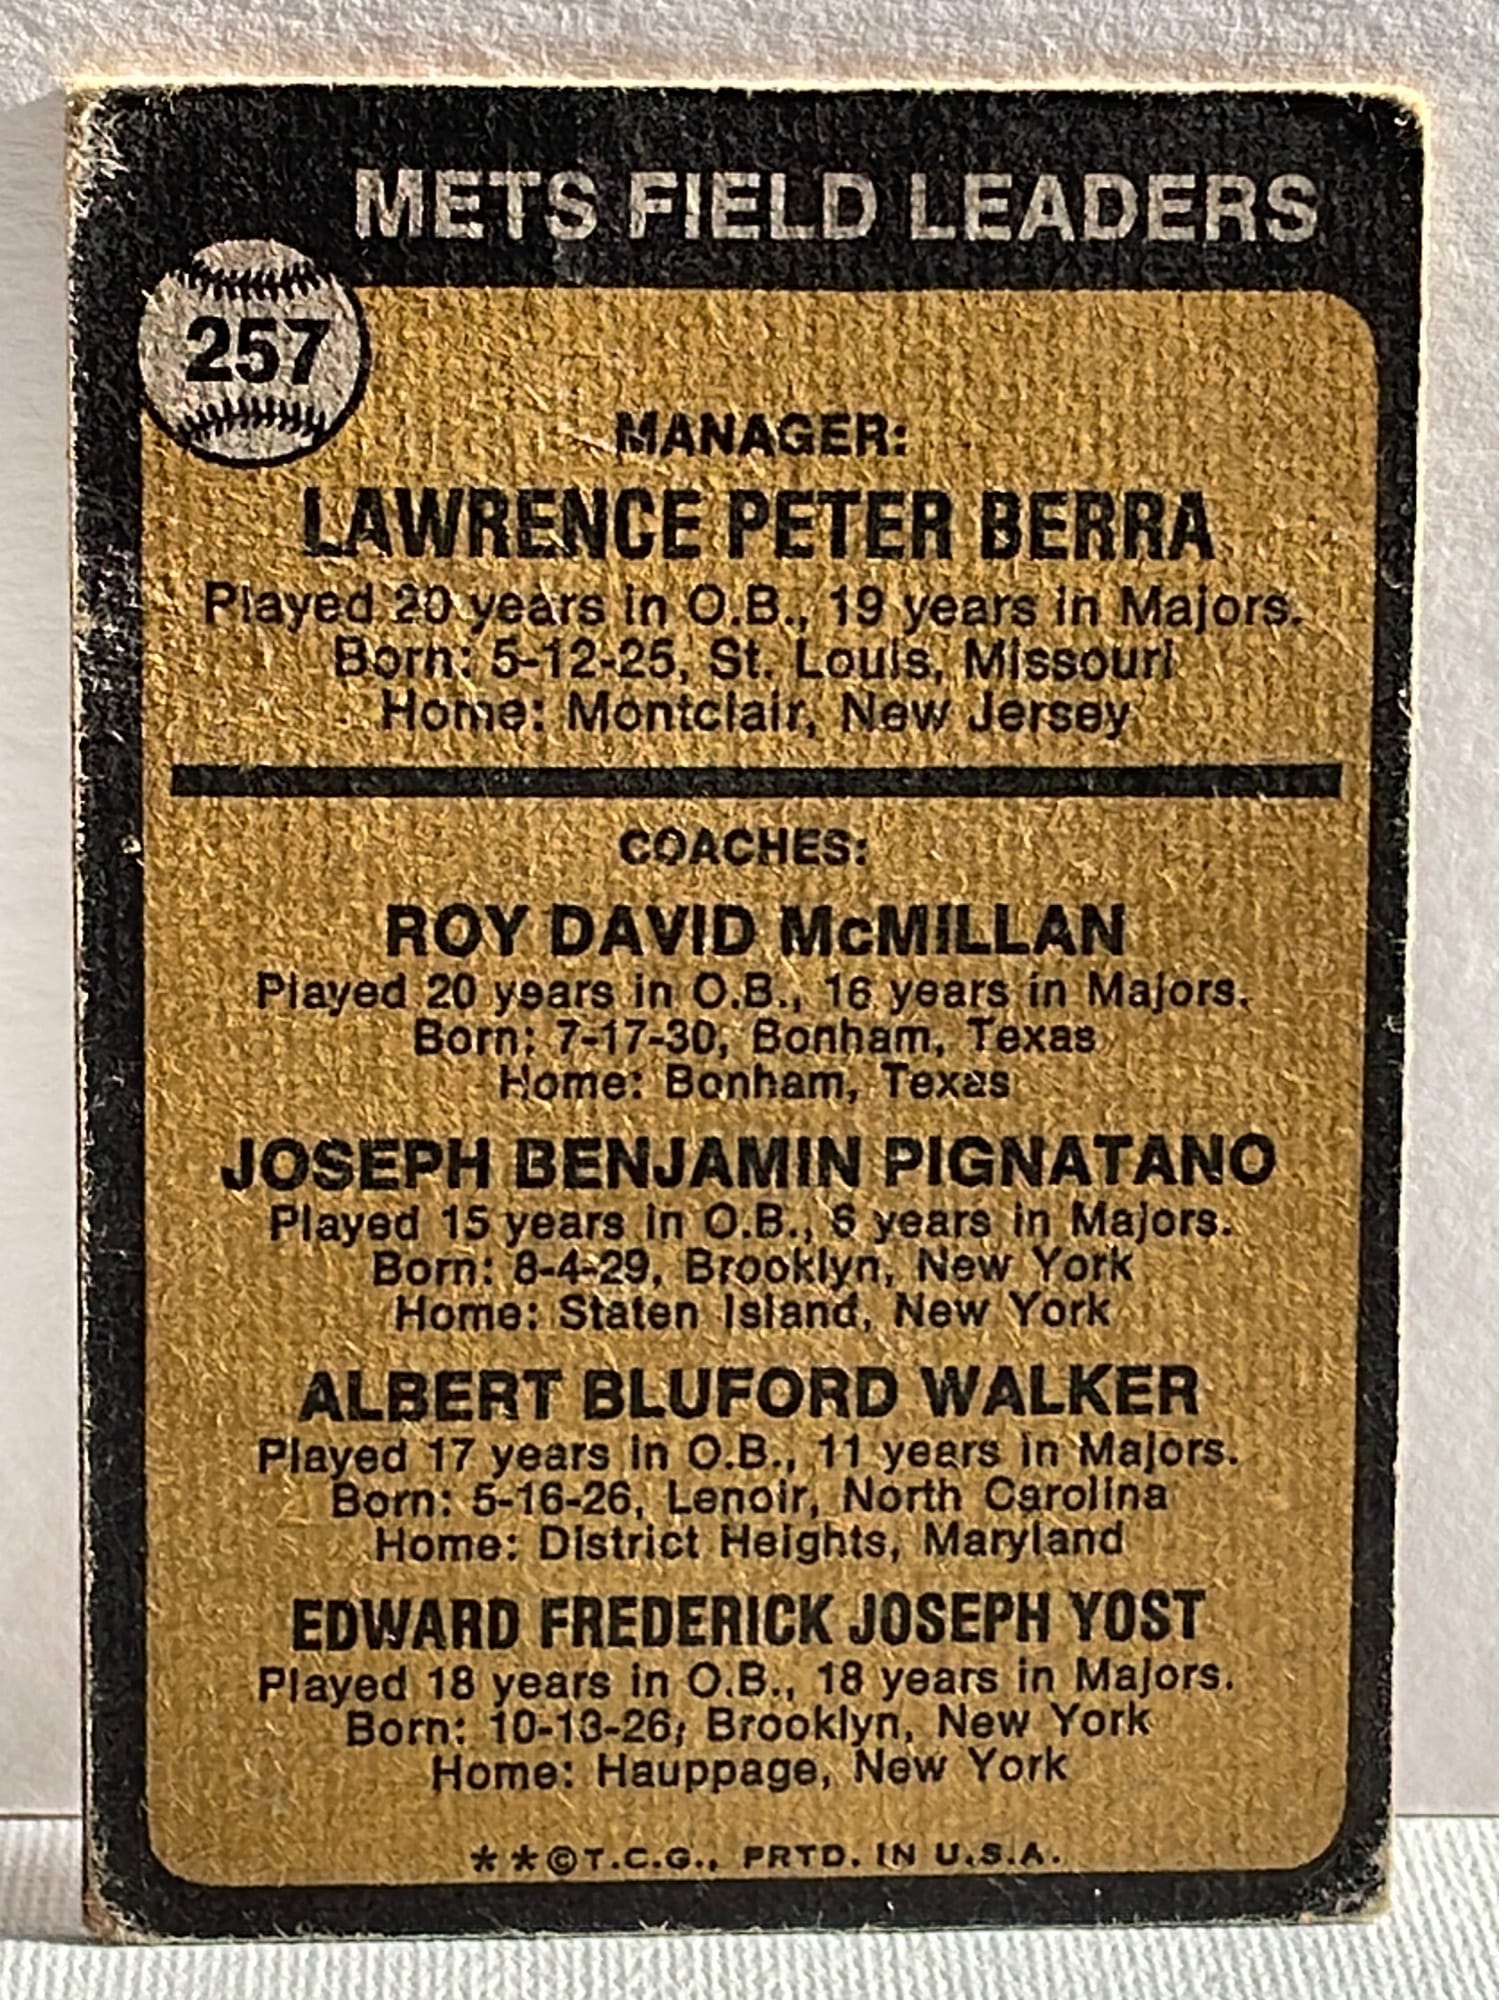 METS FIELD LEADERS
257
MANAGER:
LAWRENCE PETER BERRA
Played 20 years in O.B., 19 years in Majors.
Born: 5-12-25, St. Louis, Missouri
Home: Montclair, New Jersey
COACHES:
ROY DAVID McMILLAN
Played 20 years in O.B., 16 years in Majors.
Born: 7-17-30, Bonham, Texas
Home: Bonham, Texas
JOSEPH BENJAMIN PIGNATANO
Played 15 years in O.B., 6 years in Majors.
Born: 8-4-29, Brooklyn, New York
Home: Staten Island, New York
ALBERT BLUFORD WALKER
Played 17 years in O.B., 11 years in Majors.
Born: 5-16-26, Lenoir, North Carolina
Home: District Heights, Maryland
EDWARD FREDERICK JOSEPH YOST
Played 18 years in O.B., 18 years in Majors.
Born: 10-13-26, Brooklyn, New York
Home: Hauppage, New York
**©T.C.G., PRTD. IN U.S.A.